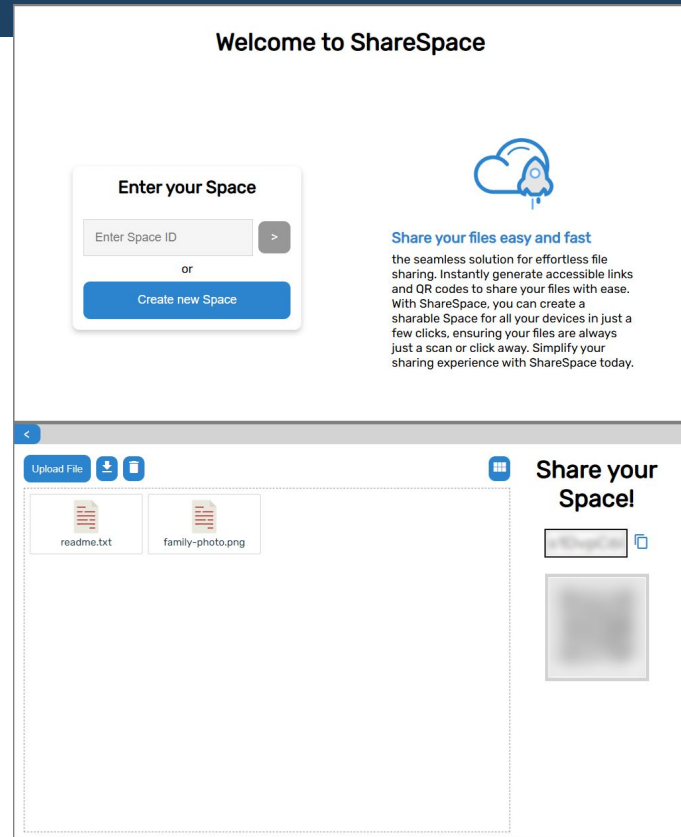 Welcome to ShareSpace
Enter your Space
Enter Space ID
>
or
Create new Space
Share your files easy and fast
the seamless solution for effortless file
sharing. Instantly generate accessible links
and QR codes to share your files with ease.
With ShareSpace, you can create a
sharable Space for all your devices in just a
few clicks, ensuring your files are always
just a scan or click away. Simplify your
sharing experience with ShareSpace today.
<
Upload File
readme.txt
family-photo.png
Share your
Space!